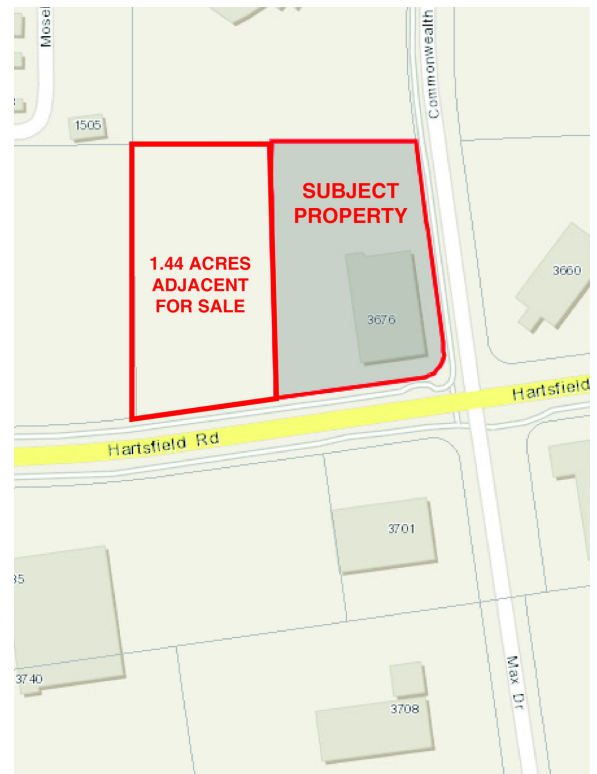 Mosel
Commonwealth
1505
SUBJECT
PROPERTY
1.44 ACRES
ADJACENT
FOR SALE
3660
3676
Hartsfield
Hartsfield Rd
3701
35
3740
Max Dr
3708